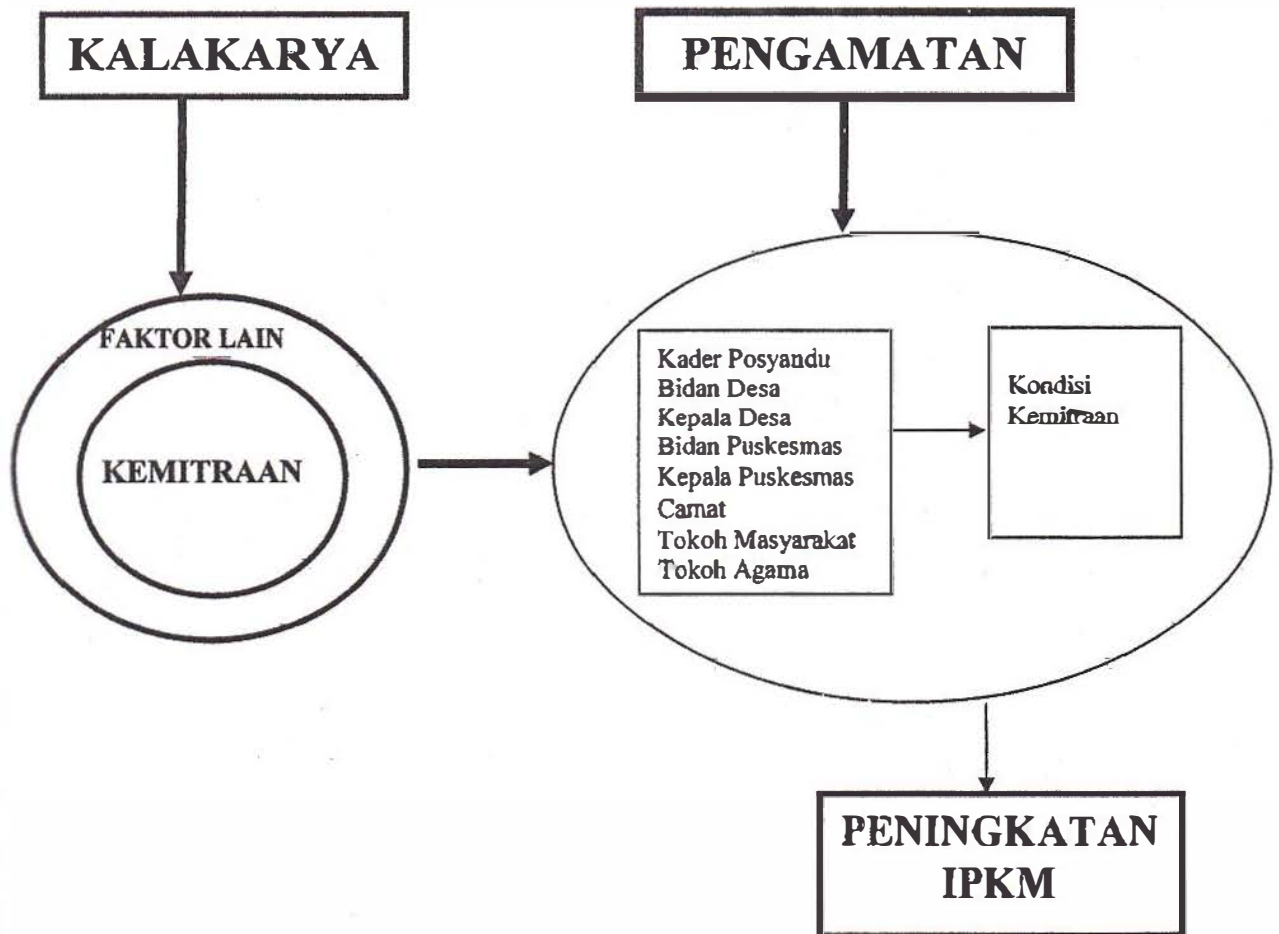 KALAKARYA
PENGAMATAN
FAKTOR LAIN
KEMITRAAN
Kader Posyandu
Bidan Desa
Kepala Desa
Bidan Puskesmas
Kepala Puskesmas
Camat
Tokoh Masyarakat
Tokoh Agama
Kondisi
Kemitraan
PENINGKATAN
IPKM